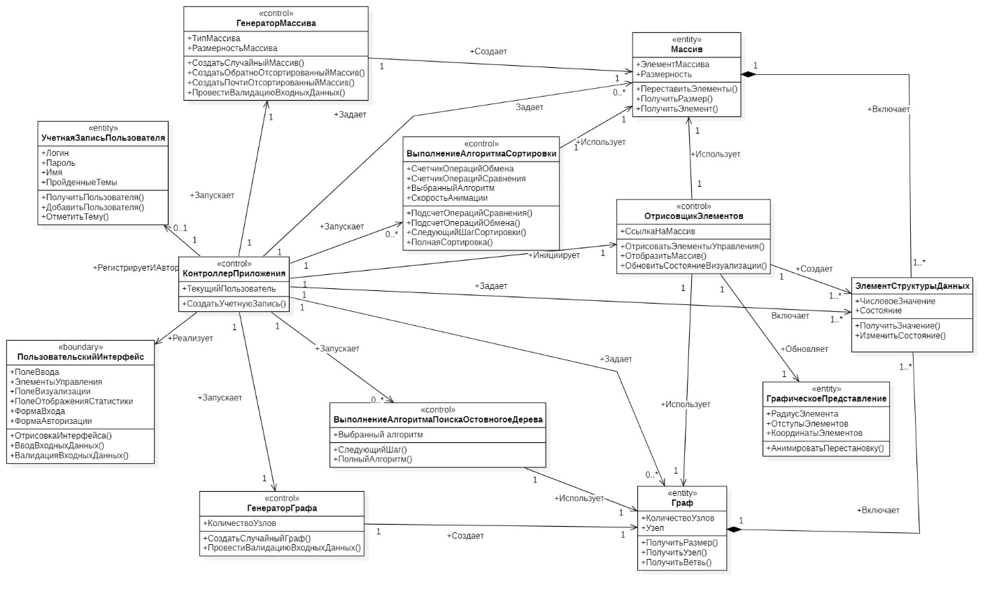 «control»
ГенераторМассива
+ТипМассива
+РазмерностьМассива
+СоздатьСлучайныйМассив()
+СоздатьОбратноОтсортированныйМассив()
+СоздатьПочтиОтсортированныйМассив()
+ПровестиВалидациюВходныхДанных()
1
+Создает
1
«entity»
Массив
+ЭлементМассива
+Размерность
+ПереставитьЭлементы()
+ПолучитьРазмер()
+ПолучитьЭлемент()
1
+Включает
1..*
0..*
Задает
+Задает
1
1
+Использует
1
«entity»
УчетнаяЗаписьПользователя
+Логин
+Пароль
+Имя
+ПройденныеТемы
+ПолучитьПользователя()
+ДобавитьПользователя()
+ОтметитьТему()
0..1
1
+РегистрируетИАвтор
+Запускает
1
1
«control»
ВыполнениеАлгоритмаСортировки
+СчетчикОперацийОбмена
+СчетчикОперацийСравнения
+ВыбранныйАлгоритм
+СкоростьАнимации
+ПодсчетОперацийСравнения()
+ПодсчетОперацийОбмена()
+СледующийШагСортировки()
+ПолнаяСортировка()
1
+Использует
1
«control»
ОтрисовщикЭлементов
+СсылкаНаМассив
+ОтрисоватьЭлементыУправления()
+ОтобразитьМассив()
+ОбновитьСостояниеВизуализации()
+Запускает
0..*
1
+Инициирует
1
1
«control»
КонтроллерПриложения
+ТекущийПользователь
+СоздатьУчетнуюЗапись()
1
+Задает
1..*
Включает
1
+Создает
1..*
ЭлементСтруктурыДанных
+ЧисловоеЗначение
+Состояние
+ПолучитьЗначение()
+ИзменитьСостояние()
1..*
+Реализует
«boundary»
ПользовательскийИнтерфейс
+ПолеВвода
+ЭлементыУправления
+ПолеВизуализации
+ПолеОтображенияСтатистики
+ФормаВхода
+ФормаАвторизации
+ОтрисовкаИнтерфейса()
+ВводВходныхДанных()
+ВалидацияВходныхДанных()
1
+Запускает
1
1
+Запускает
0..*
1
+Задает
0..*
1
+Использует
1
1
+Обновляет
1
«entity»
ГрафическоеПредставление
+РадиусЭлемента
+ОтступыЭлементов
+КоординатыЭлементов
+АнимироватьПерестановку()
«control»
ВыполнениеАлгоритмаПоискаОстовногоеДерева
+Выбранный алгоритм
+СледующийШаг()
+ПолныйАлгоритм()
1
+Использует
1
«control»
ГенераторГрафа
+КоличествоУзлов
+СоздатьСлучайныйГраф()
+ПровестиВалидациюВходныхДанных()
1
+Создает
1
«entity»
Граф
+КоличествоУзлов
+Узел
+ПолучитьРазмер()
+ПолучитьУзел()
+ПолучитьВетвь()
1
+Включает